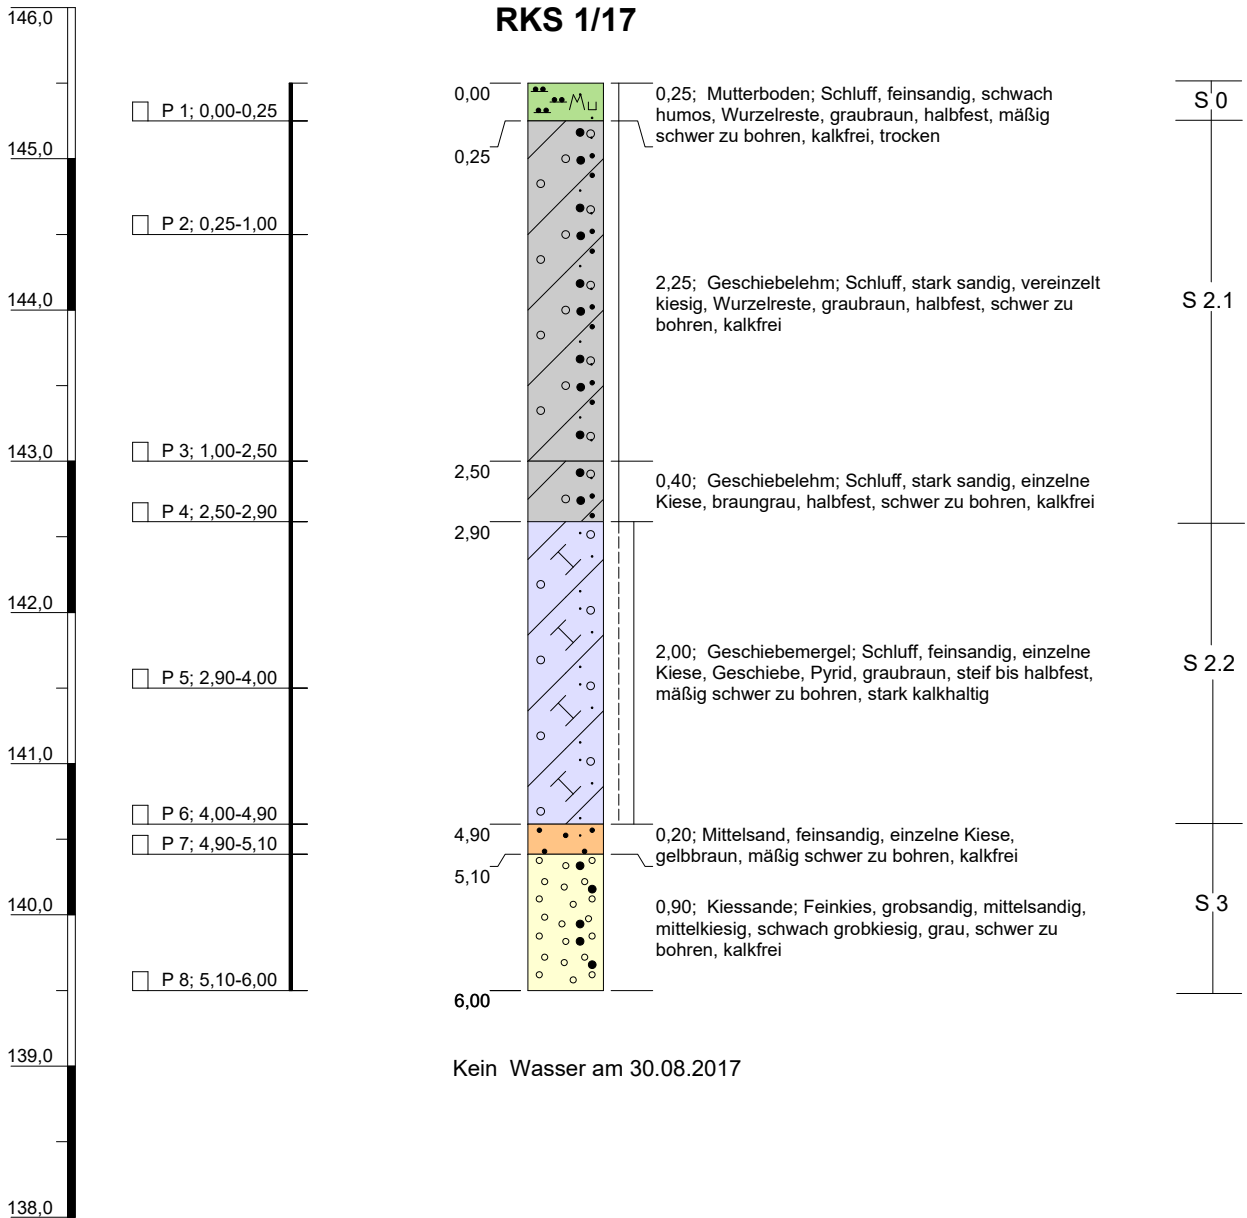 RKS 1/17
146,0
145,0
144,0
143,0
142,0
141,0
140,0
139,0
138,0
P 1; 0,00-0,25
P 2; 0,25-1,00
P 3; 1,00-2,50
P 4; 2,50-2,90
P 5; 2,90-4,00
P 6; 4,00-4,90
P 7; 4,90-5,10
P 8; 5,10-6,00
0,00
0,25
2,50
2,90
4,90
5,10
6,00
Mu
0,25; Mutterboden; Schluff, feinsandig, schwach
humos, Wurzelreste, graubraun, halbfest, mäßig
schwer zu bohren, kalkfrei, trocken
2,25; Geschiebelehm; Schluff, stark sandig, vereinzelt
kiesig, Wurzelreste, graubraun, halbfest, schwer zu
bohren, kalkfrei
0,40; Geschiebelehm; Schluff, stark sandig, einzelne
Kiese, braungrau, halbfest, schwer zu bohren, kalkfrei
2,00; Geschiebemergel; Schluff, feinsandig, einzelne
Kiese, Geschiebe, Pyrid, graubraun, steif bis halbfest,
mäßig schwer zu bohren, stark kalkhaltig
0,20; Mittelsand, feinsandig, einzelne Kiese,
gelbbraun, mäßig schwer zu bohren, kalkfrei
0,90; Kiessande; Feinkies, grobsandig, mittelsandig,
mittelkiesig, schwach grobkiesig, grau, schwer zu
bohren, kalkfrei
S 0
S 2.1
S 2.2
S 3
Kein Wasser am 30.08.2017